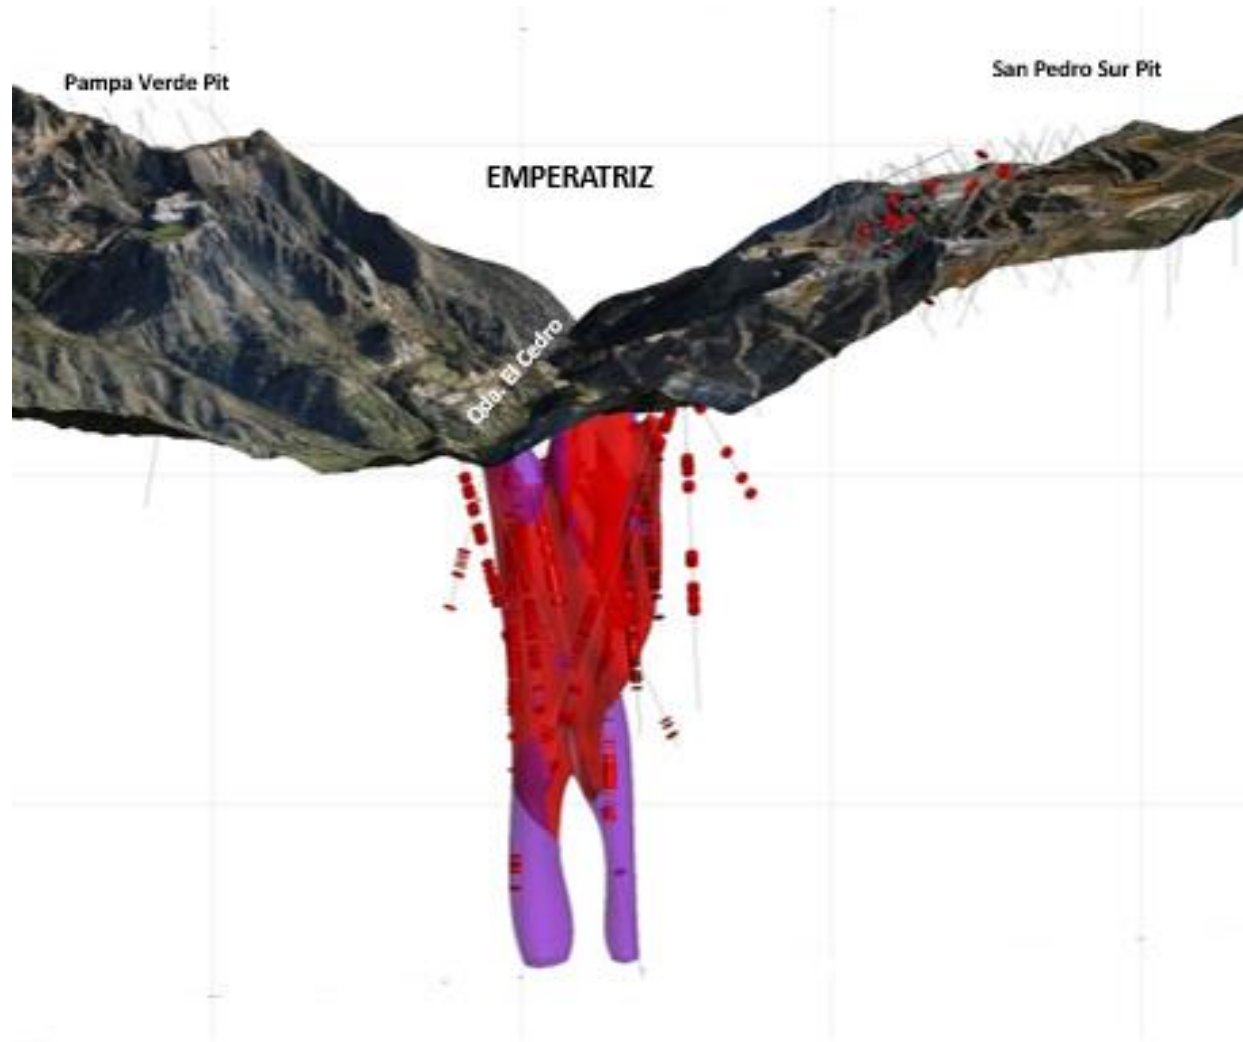 Pampa Verde Pit
San Pedro Sur Pit
EMPERATRIZ
Qda. El Cedro